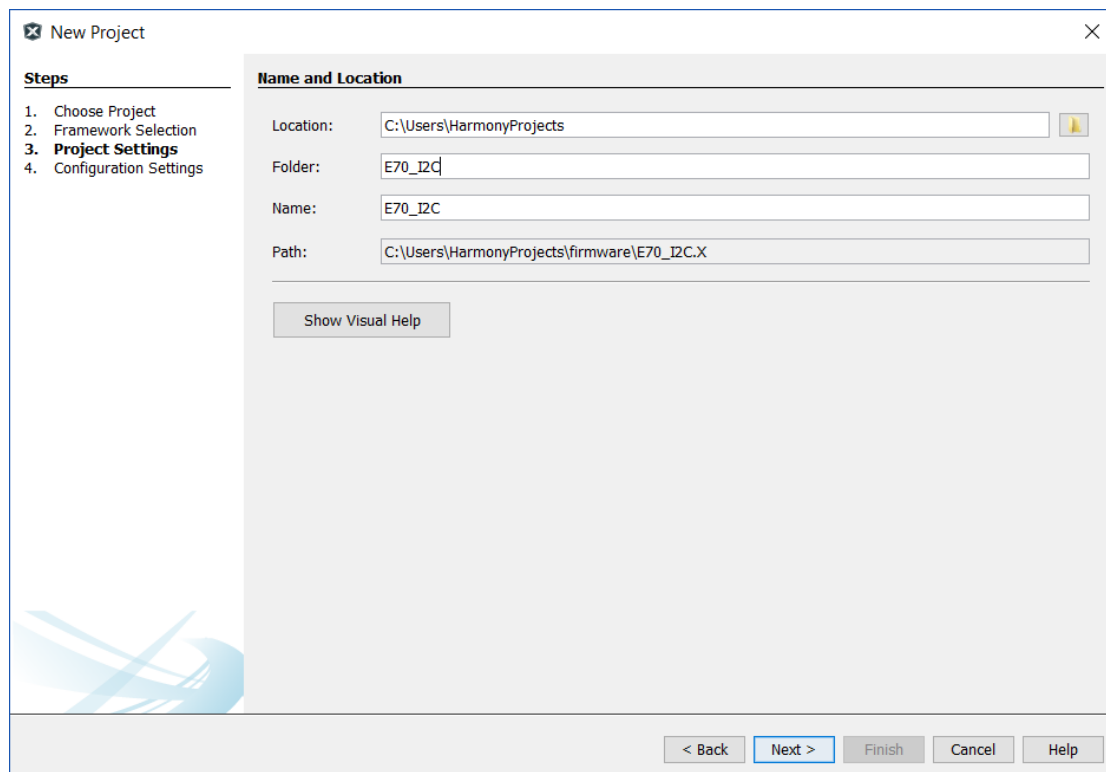 New Project
Steps
1. Choose Project
2. Framework Selection
3. Project Settings
4. Configuration Settings
Name and Location
Location: C:\Users\HarmonyProjects
Folder: E70_I2C
Name: E70_I2C
Path: C:\Users\HarmonyProjects\firmware\E70_I2C.X
Show Visual Help
< Back Next > Finish Cancel Help